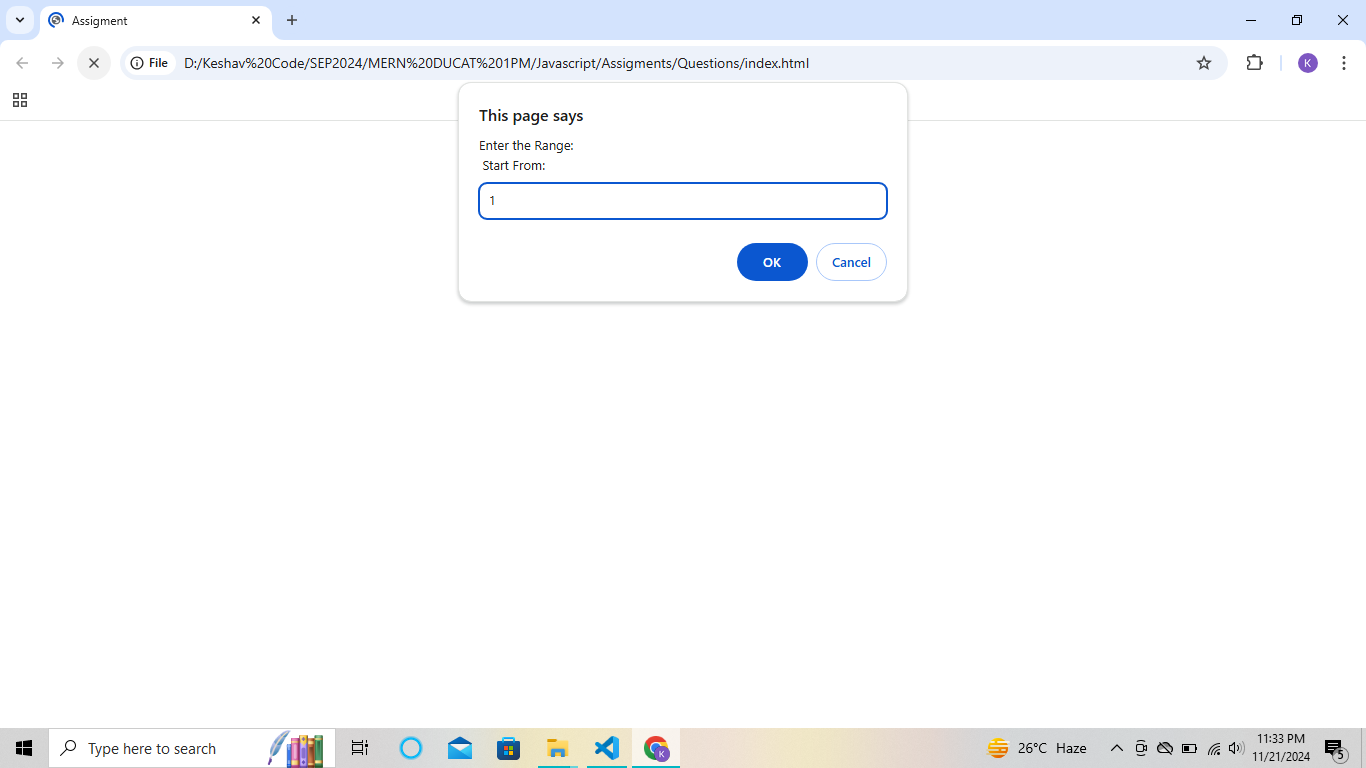 Assigment
File
D:/Keshav%20Code/SEP2024/MERN%20DUCAT%201PM/Javascript/Assigments/Questions/index.html
K
This page says
Enter the Range:
Start From:
1
OK
Cancel
Type here to search
K
26°C Haze
11:33 PM
11/21/2024
5